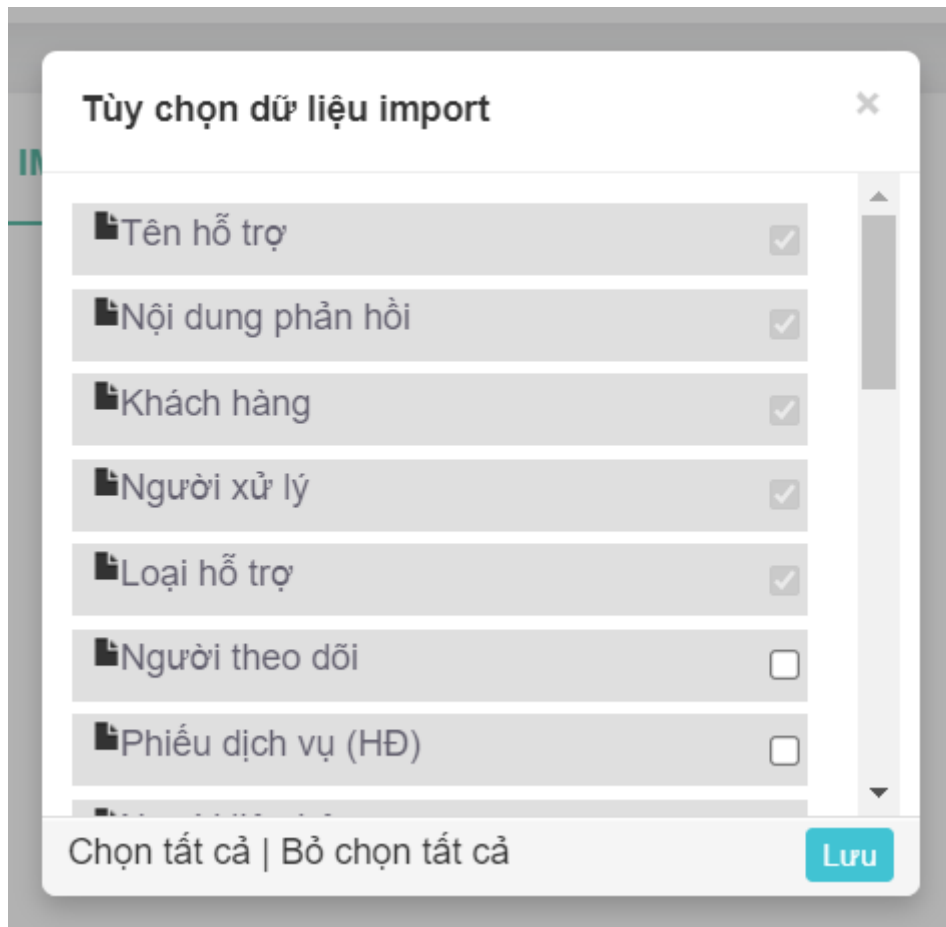 Tùy chọn dữ liệu import
×
IM
Tên hỗ trợ
Nội dung phản hồi
Khách hàng
Người xử lý
Loại hỗ trợ
Người theo dõi
Phiếu dịch vụ (HĐ)
Chọn tất cả | Bỏ chọn tất cả
Lưu